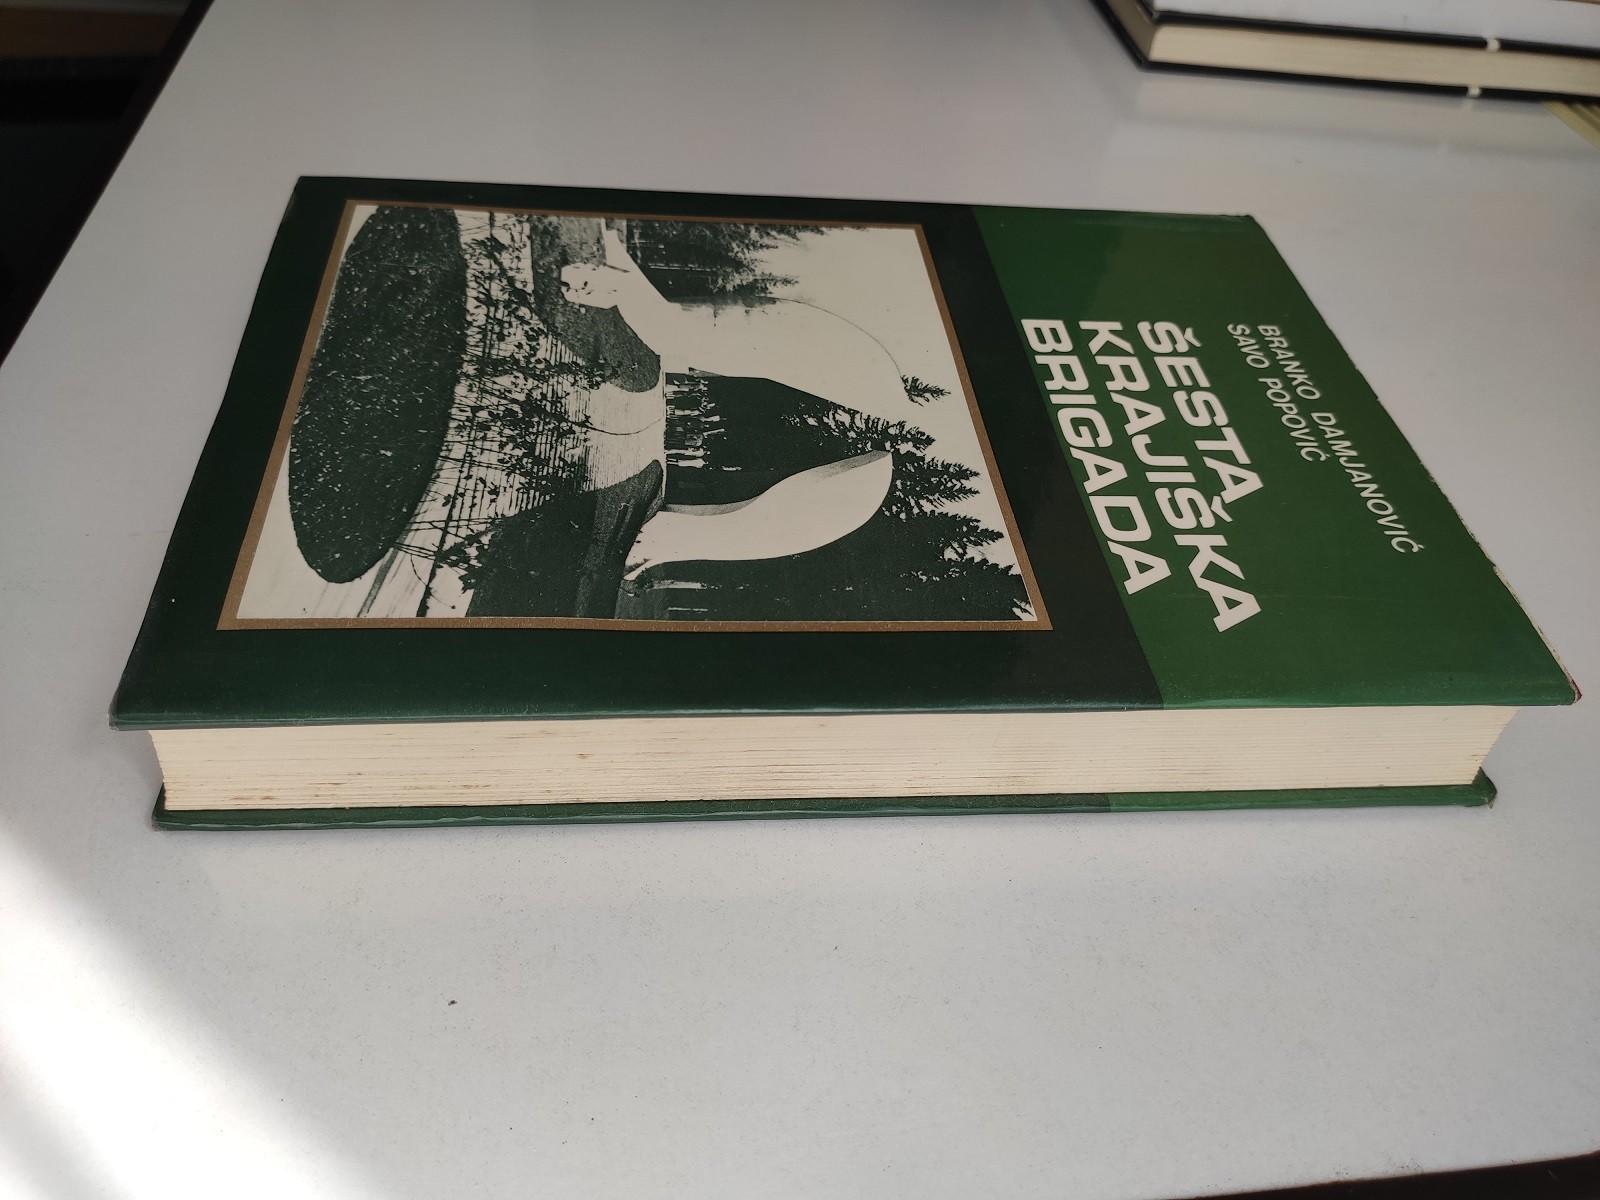 BRANKO DAMJANOVIĆ
SAVO POPOVIĆ
ŠESTA
KRAJIŠKA
BRIGADA